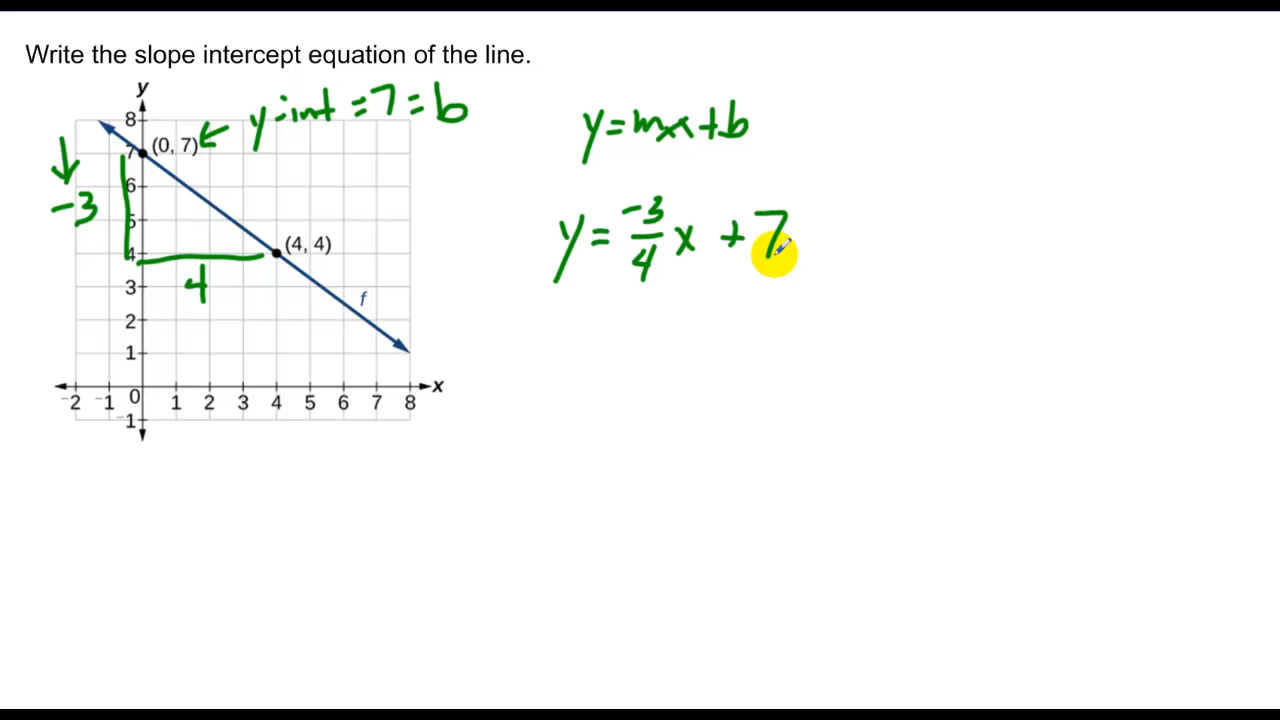 Write the slope intercept equation of the line.
y
y-int = 7 = b
y = mx + b
8
(0, 7)
7
-3
6
5
y = -3/4 x + 7
4
(4, 4)
4
3
f
2
1
x
-2 -1 0 1 2 3 4 5 6 7 8
-1